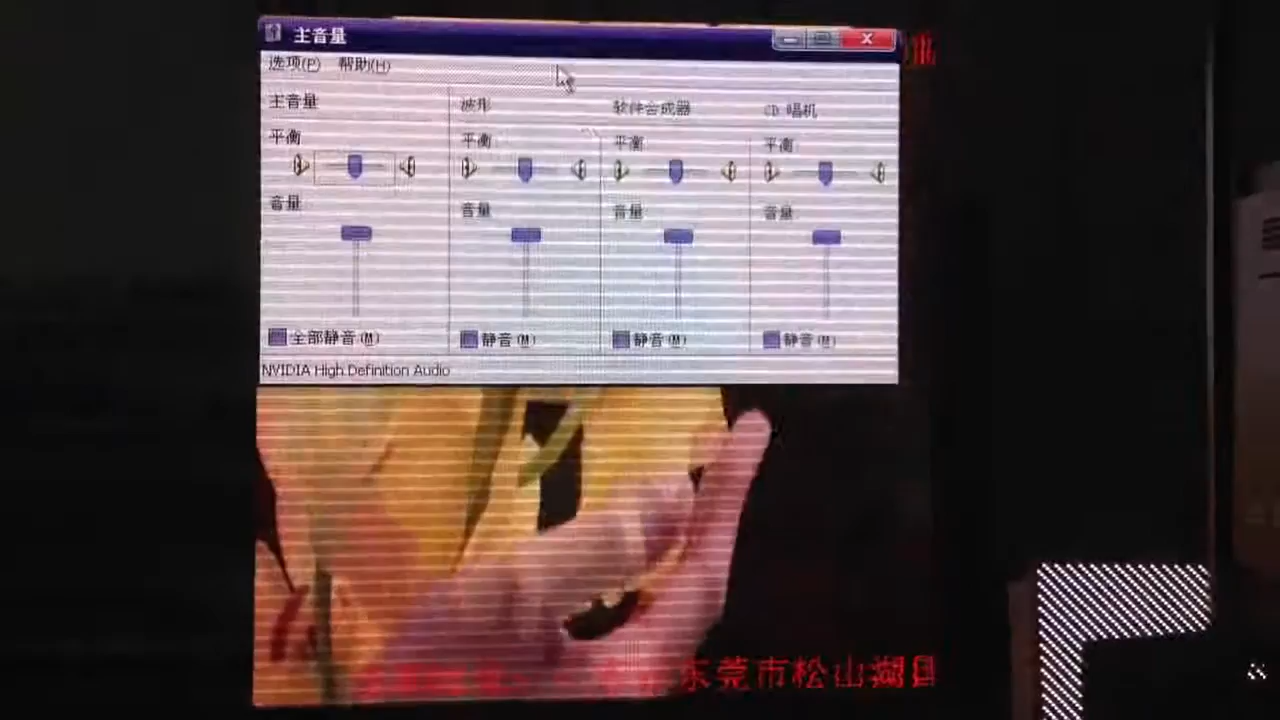 主音量
选项(P) 帮助(H)
主音量 波形 软件合成器 CD 唱机
平衡 平衡 平衡 平衡
音量 音量 音量 音量
全部静音(M) 静音(M) 静音(M) 静音(M)
NVIDIA High Definition Audio
东莞市松山湖